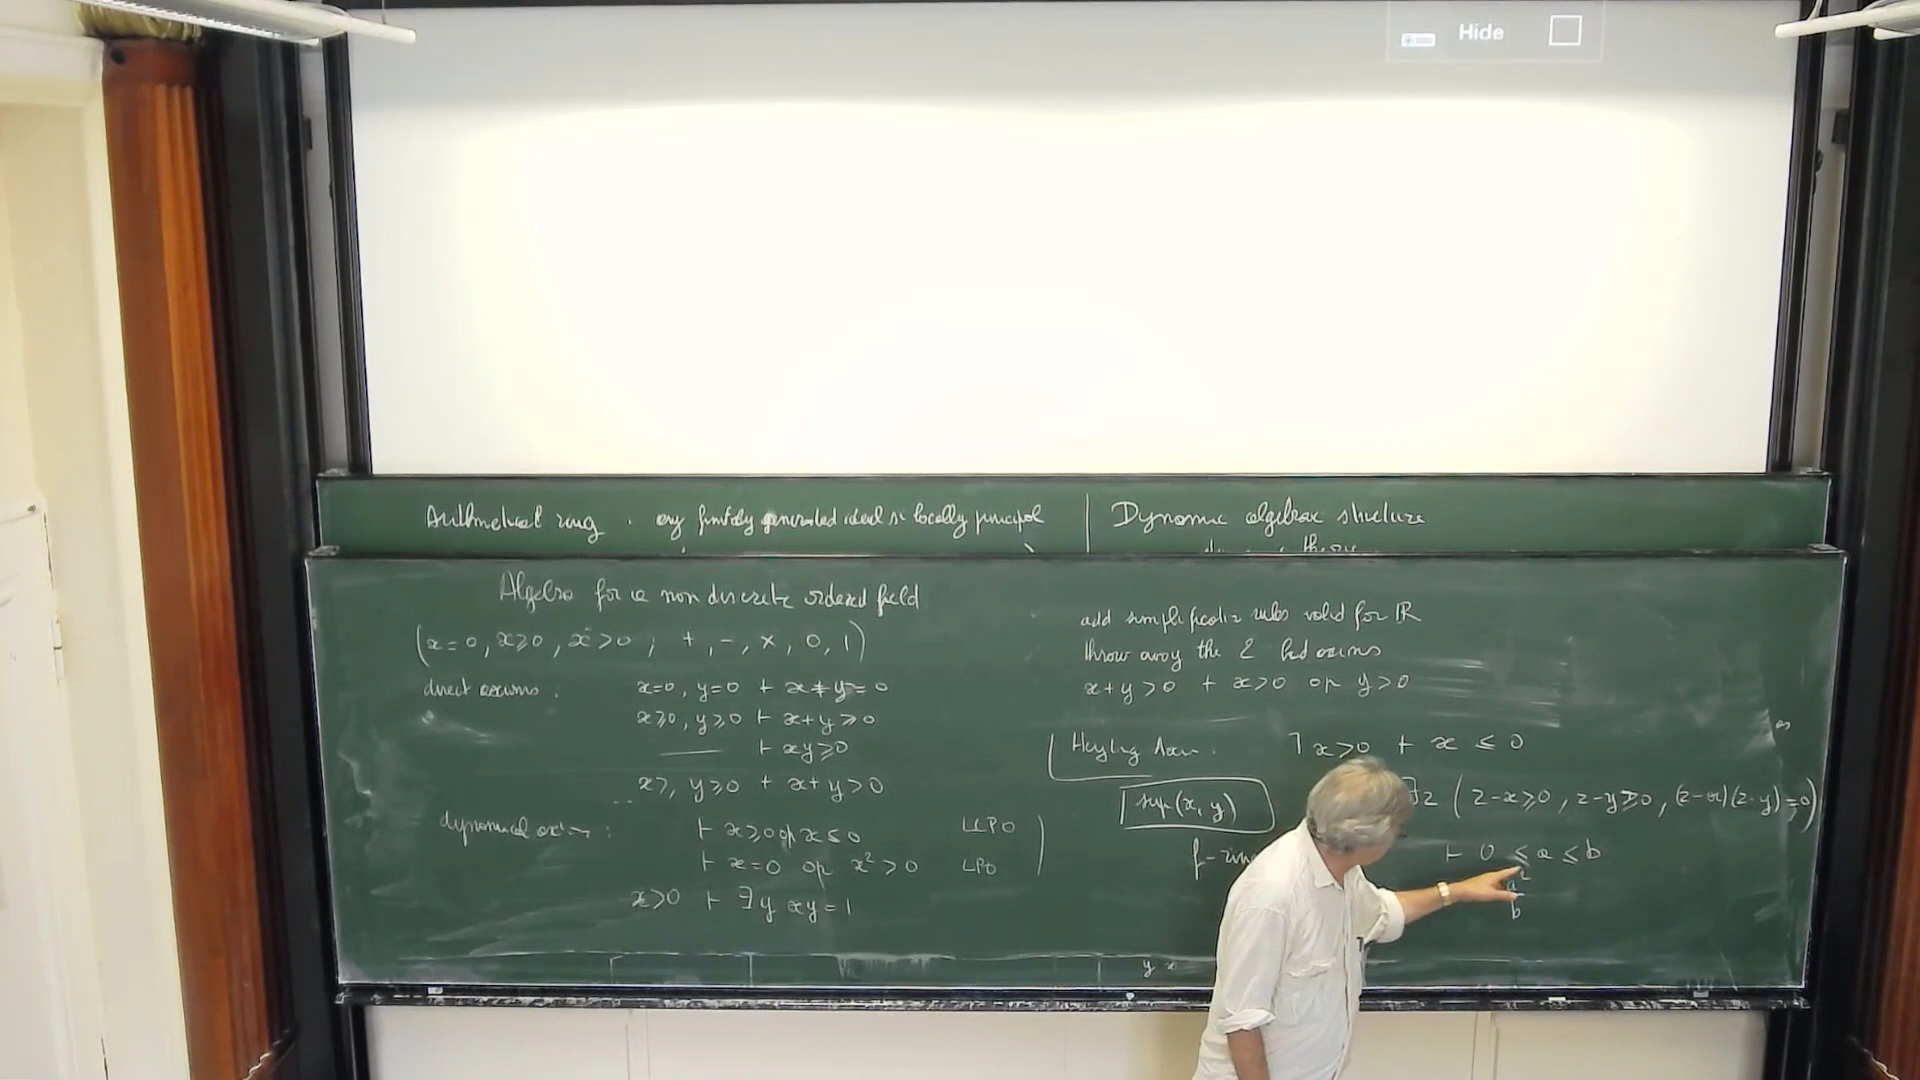 Hide
Arithmetical ring . any finitely generated ideal is locally principal
Dynamic algebraic structure
Algebra for a non discrete ordered field
(x=0, x≥0, x>0 ; +, -, ×, 0, 1)
direct axioms :
x=0, y=0 ⊢ x+y=0
x≥0, y≥0 ⊢ x+y≥0
—— ⊢ xy≥0
x>, y≥0 ⊢ x+y>0
dynamical :
⊢ x≥0 or x≤0 LLPO
⊢ x=0 or x²>0 LPO
x>0 ⊢ ∃y xy=1
add simplification rules valid for ℝ
throw away the 2 bad axioms
x+y>0 ⊢ x>0 or y>0
Heyting Axiom. ¬ x>0 ⊢ x ≤ 0
sup(x, y)
∃z (z-x≥0, z-y≥0, (z-x)(z-y)=0)
f-ring
⊢ 0 ≤ a ≤ b
a²
b
y x